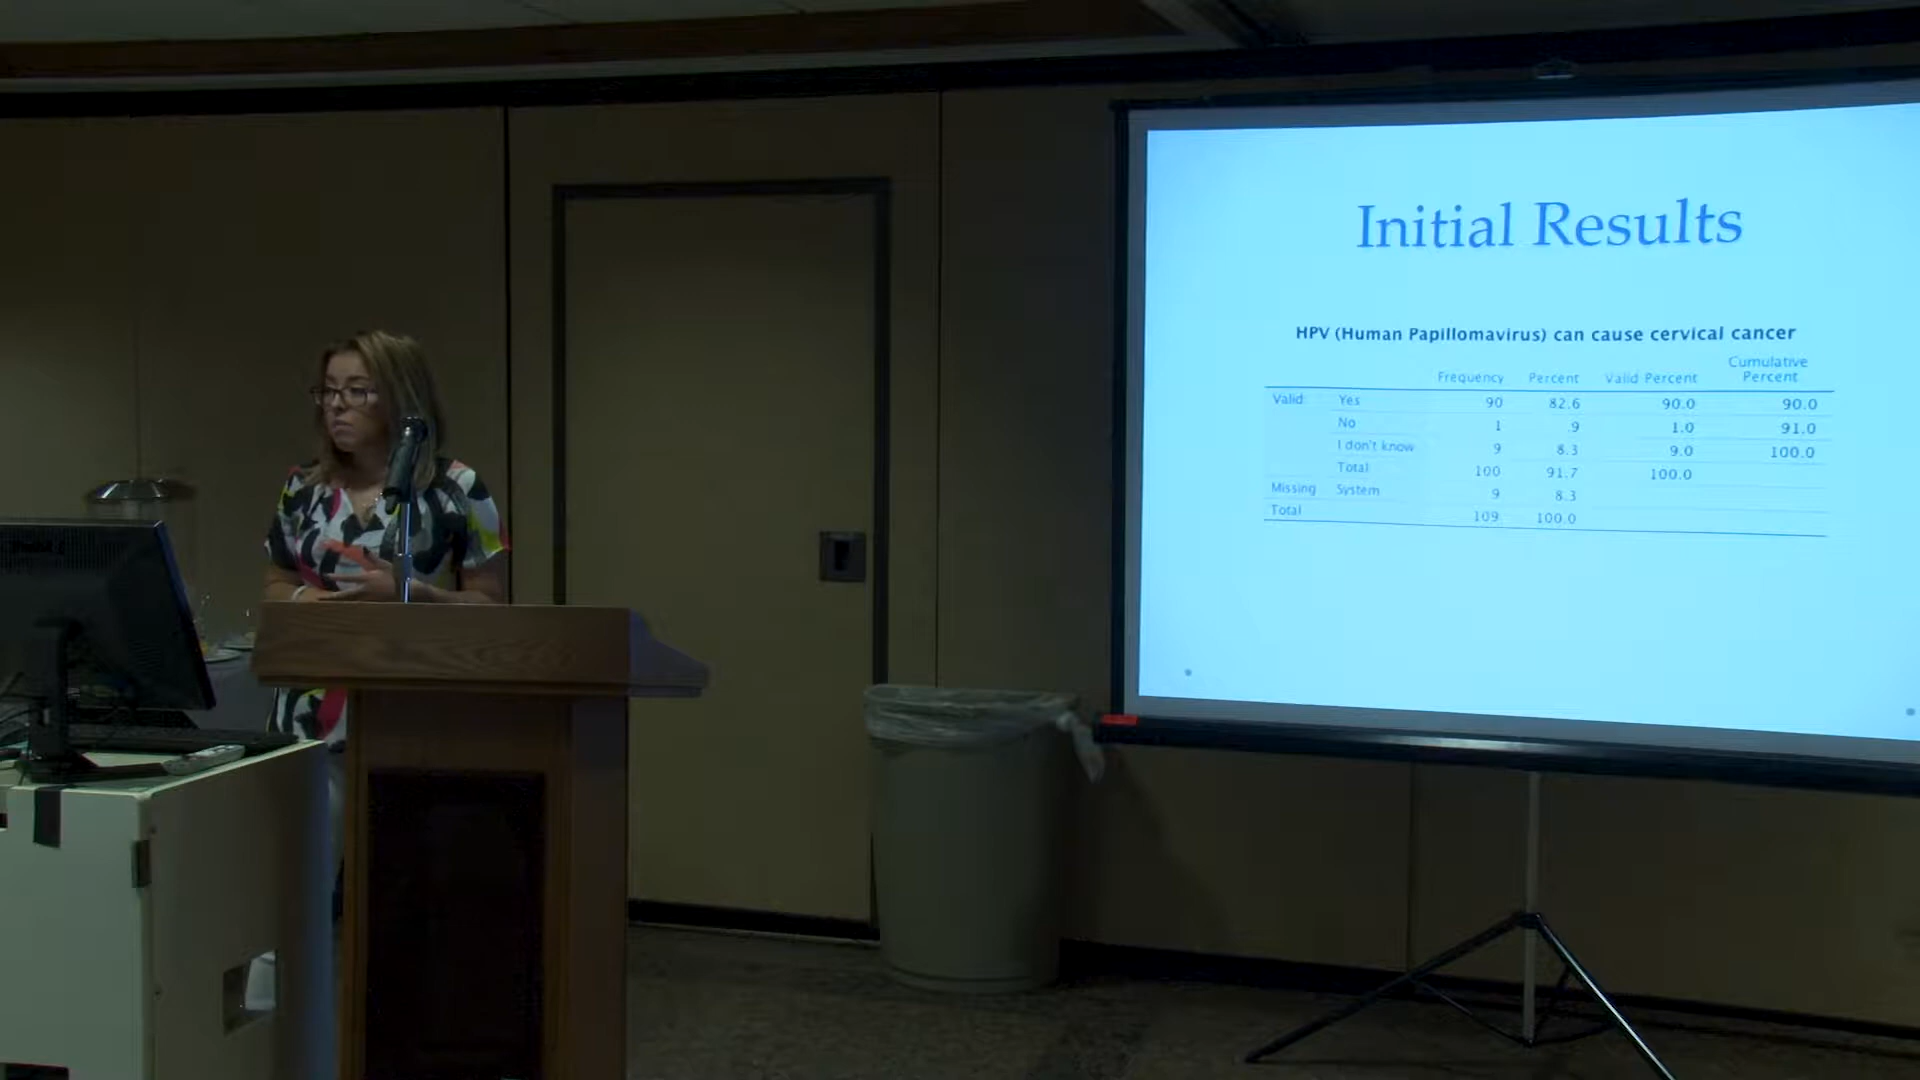 Initial Results
HPV (Human Papillomavirus) can cause cervical cancer
Frequency Percent Valid Percent Cumulative Percent
Valid Yes 90 82.6 90.0 90.0
No 1 .9 1.0 91.0
I don't know 9 8.3 9.0 100.0
Total 100 91.7 100.0
Missing System 9 8.3
Total 109 100.0